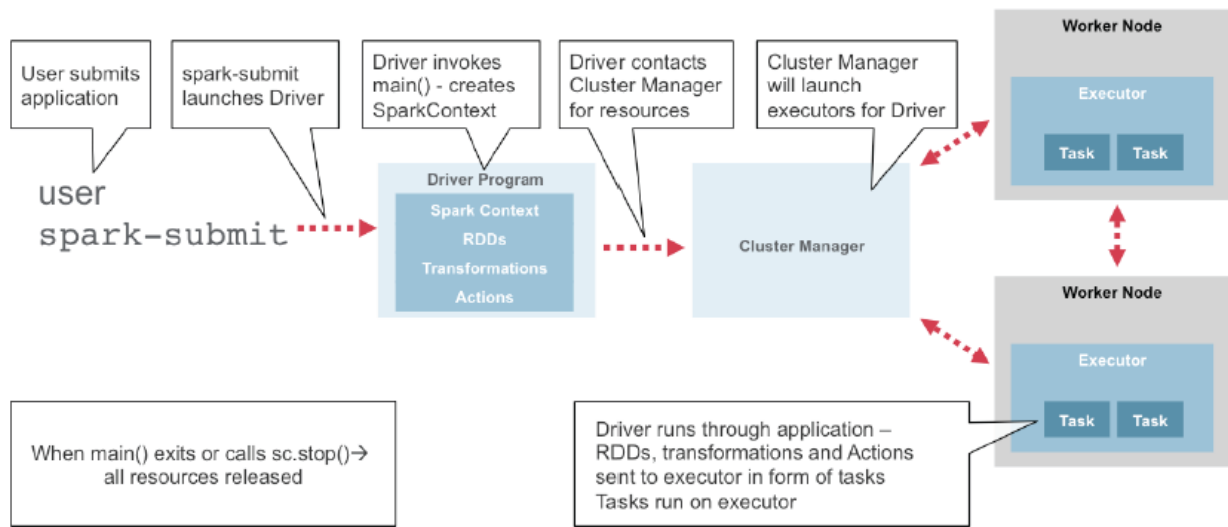 User submits
application
spark-submit
launches Driver
Driver invokes
main() - creates
SparkContext
Driver contacts
Cluster Manager
for resources
Cluster Manager
will launch
executors for Driver
user
spark-submit
Driver Program
Spark Context
RDDs
Transformations
Actions
Cluster Manager
Worker Node
Executor
Task
Task
Worker Node
Executor
Task
Task
When main() exits or calls sc.stop()→
all resources released
Driver runs through application –
RDDs, transformations and Actions
sent to executor in form of tasks
Tasks run on executor